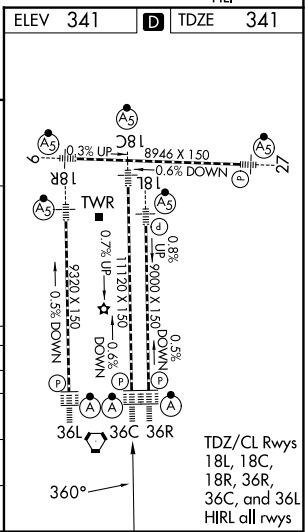 ELEV 341
D
TDZE 341
A5
A5
A5
18C
9
0.3% UP
8946 X 150
27
18R
0.6% DOWN
P
18L
A5
TWR
A5
P
0.7% UP
0.8%
UP
9320 X 150
11120 X 150
9000 X 150
0.5% DOWN
0.6%
DOWN
0.5%
DOWN
P
P
P
A
A
A
36L
36C
36R
360°
TDZ/CL Rwys
18L, 18C,
18R, 36R,
36C, and 36L
HIRL all rwys